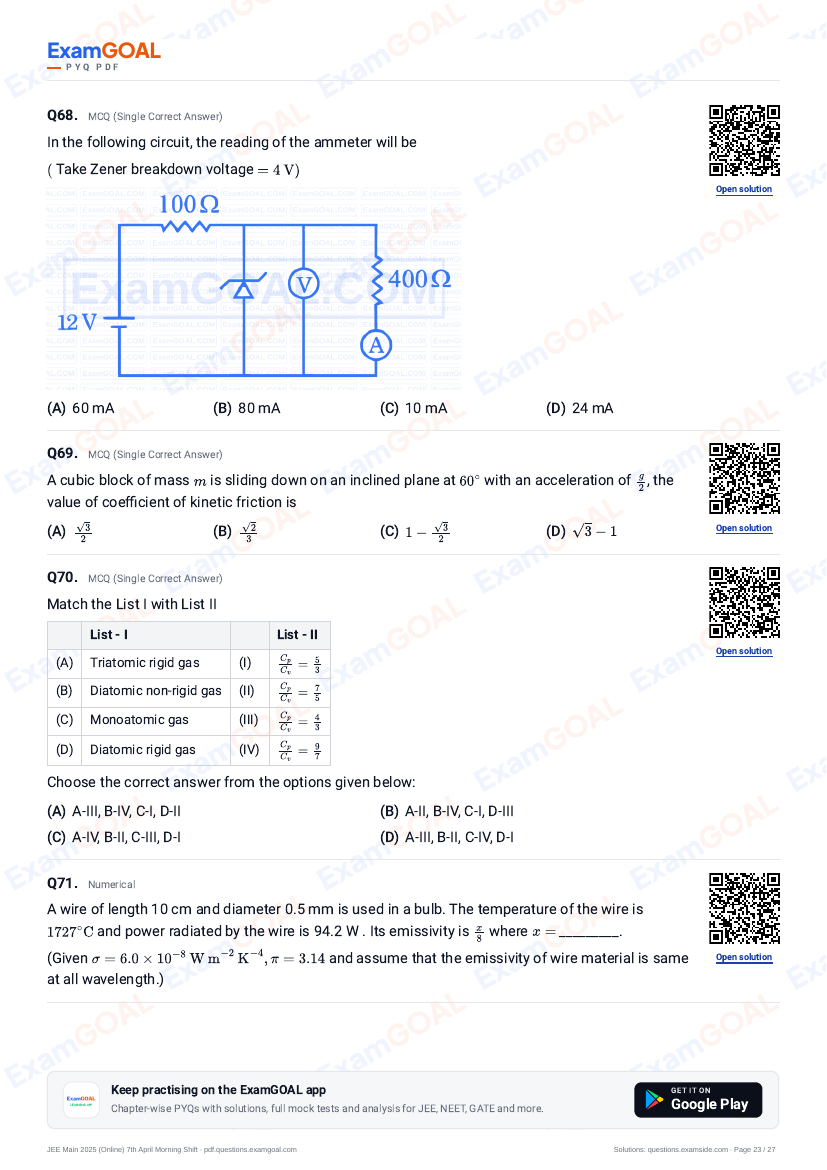 ExamGOAL
PYQ PDF
Q68. MCQ (Single Correct Answer)
In the following circuit, the reading of the ammeter will be
( Take Zener breakdown voltage = 4 V)
Open solution
100 Ω
V
400 Ω
12 V
A
ExamGOAL.COM
(A) 60 mA (B) 80 mA (C) 10 mA (D) 24 mA
Q69. MCQ (Single Correct Answer)
A cubic block of mass m is sliding down on an inclined plane at 60° with an acceleration of g/2, the
value of coefficient of kinetic friction is
(A) √3/2 (B) √2/3 (C) 1 − √3/2 (D) √3 − 1
Open solution
Q70. MCQ (Single Correct Answer)
Match the List I with List II
Open solution
List - I List - II
(A) Triatomic rigid gas (I) Cp/Cv = 5/3
(B) Diatomic non-rigid gas (II) Cp/Cv = 7/5
(C) Monoatomic gas (III) Cp/Cv = 4/3
(D) Diatomic rigid gas (IV) Cp/Cv = 9/7
Choose the correct answer from the options given below:
(A) A-III, B-IV, C-I, D-II (B) A-II, B-IV, C-I, D-III
(C) A-IV, B-II, C-III, D-I (D) A-III, B-II, C-IV, D-I
Q71. Numerical
A wire of length 10 cm and diameter 0.5 mm is used in a bulb. The temperature of the wire is
1727°C and power radiated by the wire is 94.2 W . Its emissivity is x/8 where x = ________.
(Given σ = 6.0 × 10⁻⁸ W m⁻² K⁻⁴, π = 3.14 and assume that the emissivity of wire material is same
at all wavelength.)
Open solution
Keep practising on the ExamGOAL app
Chapter-wise PYQs with solutions, full mock tests and analysis for JEE, NEET, GATE and more.
GET IT ON
Google Play
JEE Main 2025 (Online) 7th April Morning Shift · pdf.questions.examgoal.com Solutions: questions.examside.com · Page 23 / 27